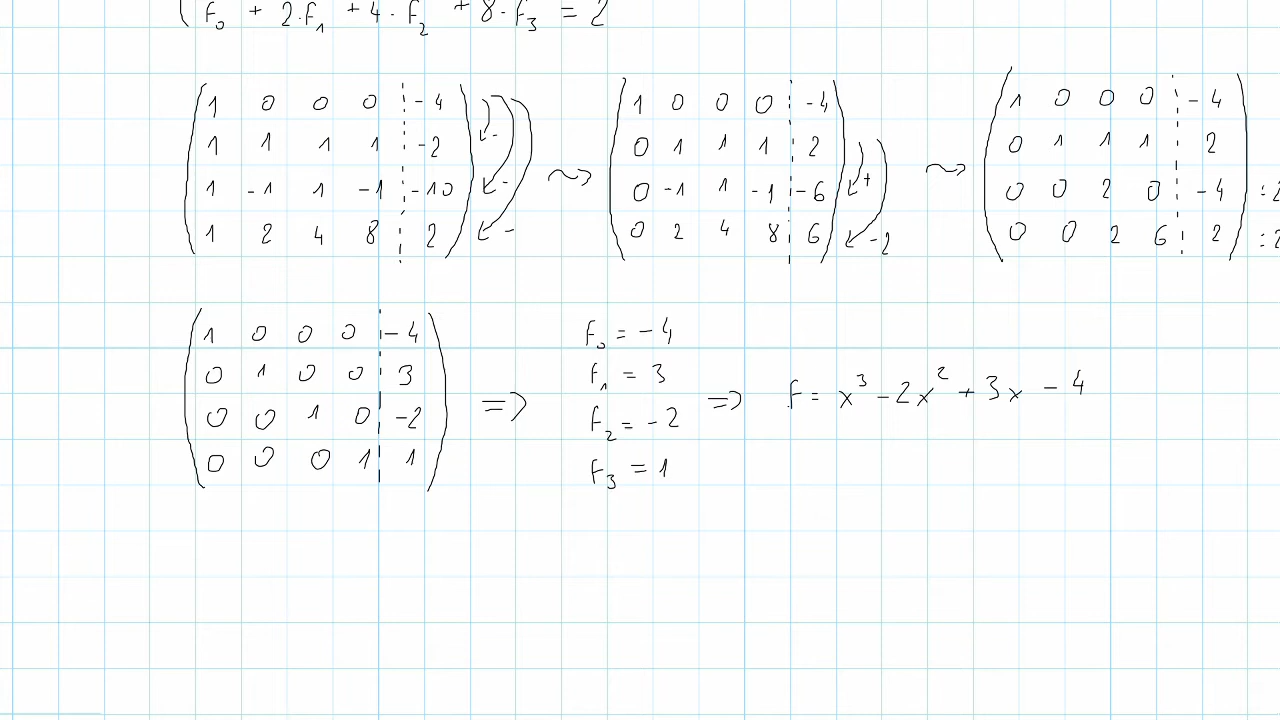 ( f₀ + 2·f₁ + 4·f₂ + 8·f₃ = 2
( 1 0 0 0 ¦ -4 ) ( 1 0 0 0 ¦ -4 ) ( 1 0 0 0 ¦ -4 )
( 1 1 1 1 ¦ -2 ) - ( 0 1 1 1 ¦ 2 ) ( 0 1 1 1 ¦ 2 )
( 1 -1 1 -1 ¦ -10 ) - ⤳ ( 0 -1 1 -1 ¦ -6 ) + ⤳ ( 0 0 2 0 ¦ -4 ) :2
( 1 2 4 8 ¦ 2 ) - ( 0 2 4 8 ¦ 6 ) -2 ( 0 0 2 6 ¦ 2 ) :2
( 1 0 0 0 ¦ -4 ) f₀ = -4
( 0 1 0 0 ¦ 3 ) f₁ = 3
( 0 0 1 0 ¦ -2 ) => f₂ = -2 => f = x³ - 2x² + 3x - 4
( 0 0 0 1 ¦ 1 ) f₃ = 1